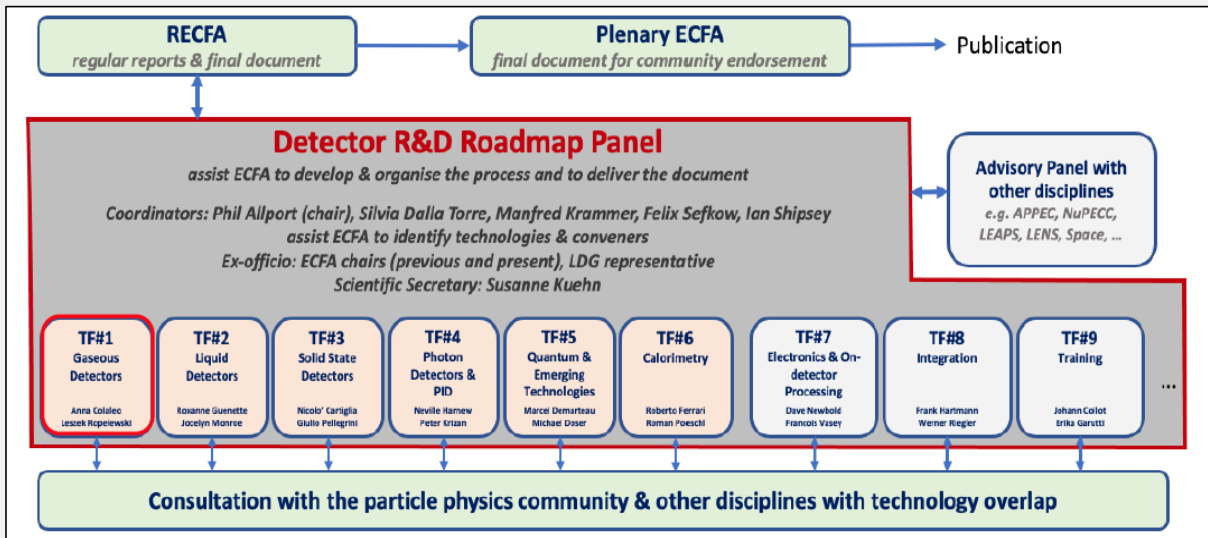 RECFA
regular reports & final document
Plenary ECFA
final document for community endorsement
Publication
Detector R&D Roadmap Panel
assist ECFA to develop & organise the process and to deliver the document
Coordinators: Phil Allport (chair), Silvia Dalla Torre, Manfred Krammer, Felix Sefkow, Ian Shipsey
assist ECFA to identify technologies & conveners
Ex-officio: ECFA chairs (previous and present), LDG representative
Scientific Secretary: Susanne Kuehn
Advisory Panel with
other disciplines
e.g. APPEC, NuPECC,
LEAPS, LENS, Space, ...
TF#1
Gaseous
Detectors
Anna Colaleo
Leszek Ropelewski
TF#2
Liquid
Detectors
Roxanne Guenette
Jocelyn Monroe
TF#3
Solid State
Detectors
Nicolo' Cartiglia
Giulio Pellegrini
TF#4
Photon
Detectors &
PID
Neville Harnew
Peter Krizan
TF#5
Quantum &
Emerging
Technologies
Marcel Demarteau
Michael Doser
TF#6
Calorimetry
Roberto Ferrari
Roman Poeschl
TF#7
Electronics & On-
detector
Processing
Dave Newbold
Francois Vasey
TF#8
Integration
Frank Hartmann
Werner Riegler
TF#9
Training
Johann Collot
Erika Garutti
...
Consultation with the particle physics community & other disciplines with technology overlap